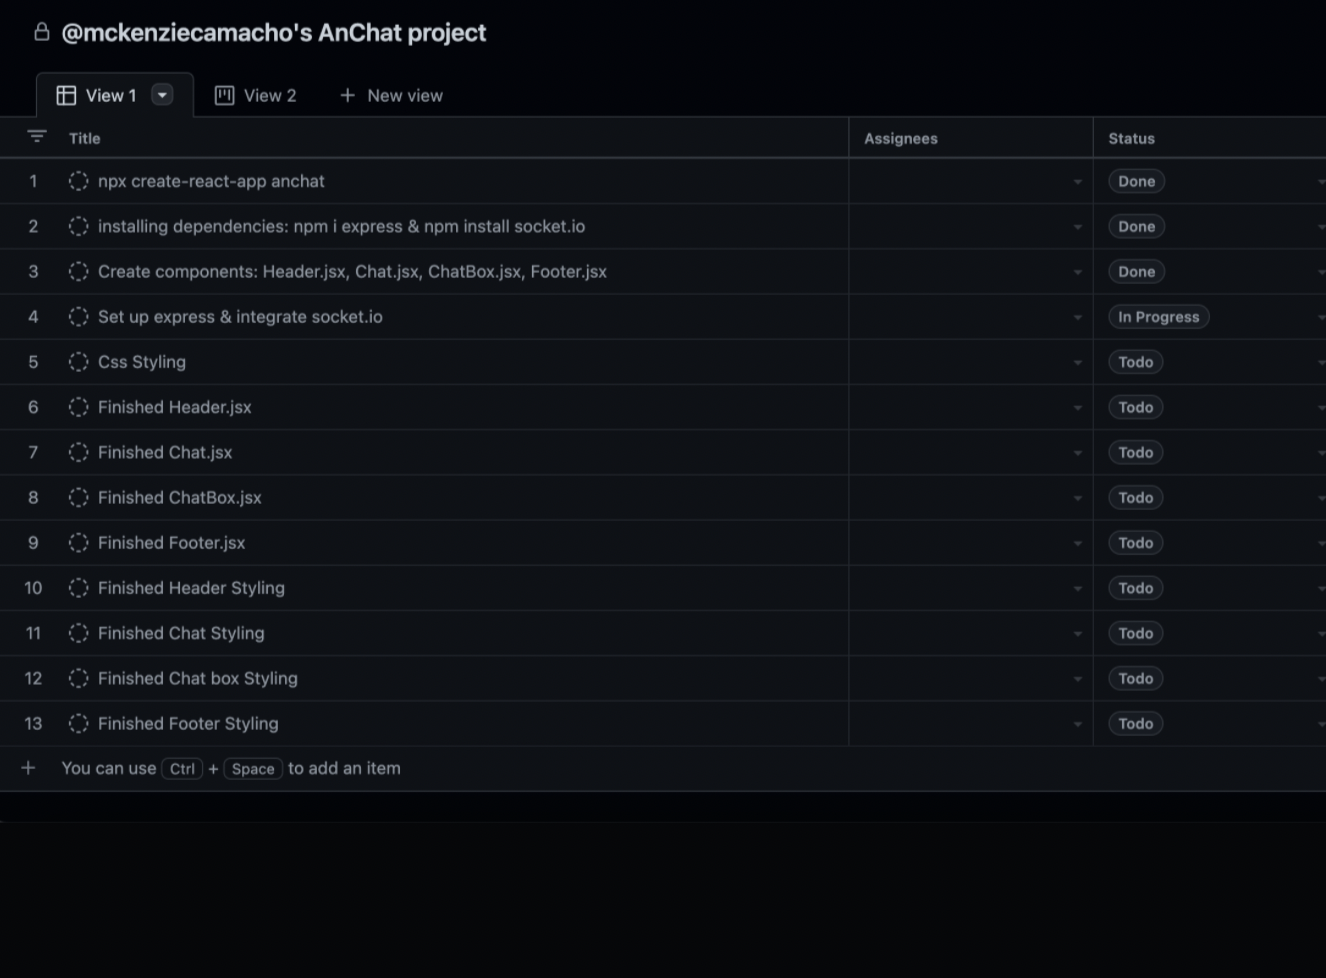 @mckenziecamacho's AnChat project
View 1 View 2 New view
Title Assignees Status
1 npx create-react-app anchat Done
2 installing dependencies: npm i express & npm install socket.io Done
3 Create components: Header.jsx, Chat.jsx, ChatBox.jsx, Footer.jsx Done
4 Set up express & integrate socket.io In Progress
5 Css Styling Todo
6 Finished Header.jsx Todo
7 Finished Chat.jsx Todo
8 Finished ChatBox.jsx Todo
9 Finished Footer.jsx Todo
10 Finished Header Styling Todo
11 Finished Chat Styling Todo
12 Finished Chat box Styling Todo
13 Finished Footer Styling Todo
+ You can use Ctrl + Space to add an item